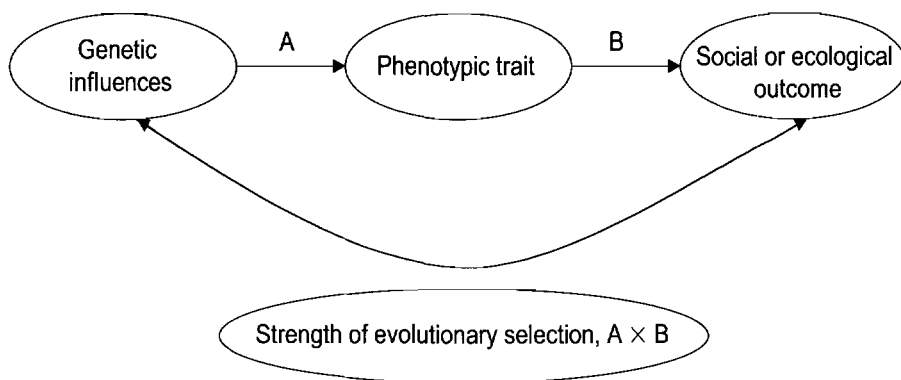 Genetic
influences
A
Phenotypic trait
B
Social or ecological
outcome
Strength of evolutionary selection, A × B